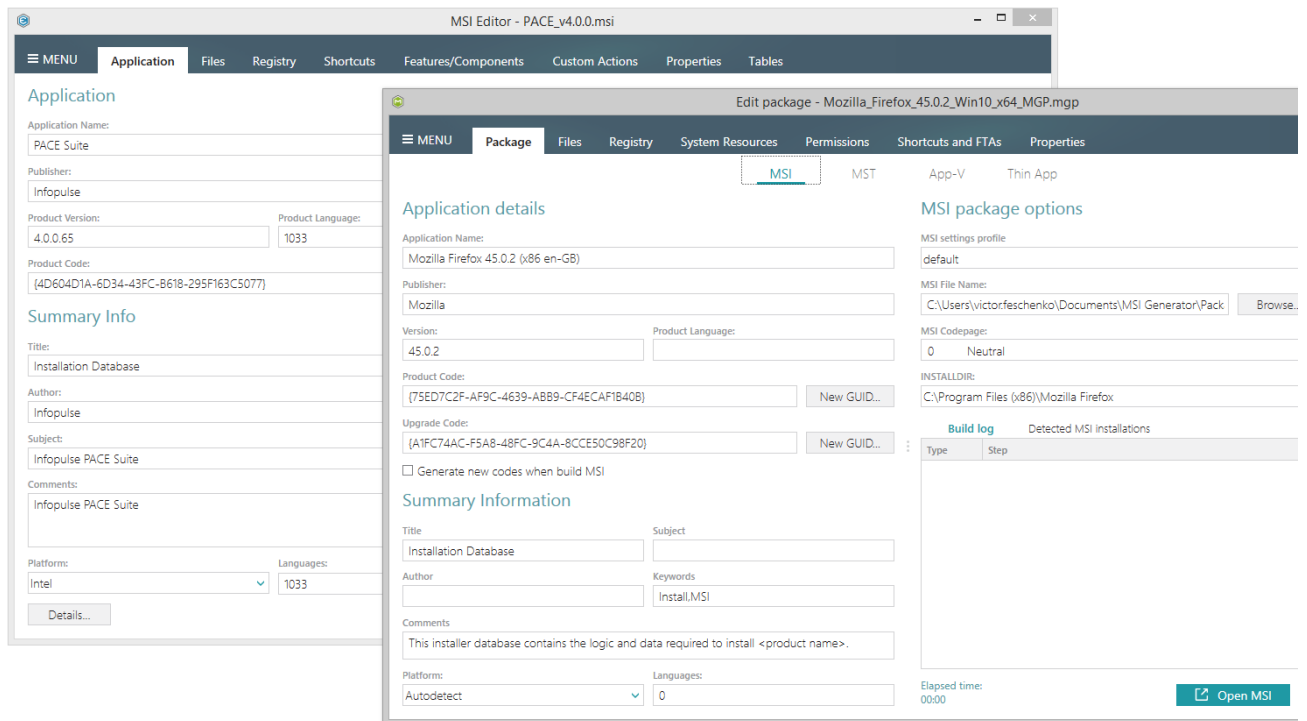 MSI Editor - PACE_v4.0.0.msi
MENU Application Files Registry Shortcuts Features/Components Custom Actions Properties Tables
Application
Application Name:
PACE Suite
Publisher:
Infopulse
Product Version: Product Language:
4.0.0.65 1033
Product Code:
{4D604D1A-6D34-43FC-B618-295F163C5077}
Summary Info
Title:
Installation Database
Author:
Infopulse
Subject:
Infopulse PACE Suite
Comments:
Infopulse PACE Suite
Platform: Languages:
Intel 1033
Details...
Edit package - Mozilla_Firefox_45.0.2_Win10_x64_MGP.mgp
MENU Package Files Registry System Resources Permissions Shortcuts and FTAs Properties
MSI MST App-V Thin App
Application details
Application Name:
Mozilla Firefox 45.0.2 (x86 en-GB)
Publisher:
Mozilla
Version: Product Language:
45.0.2
Product Code:
{75ED7C2F-AF9C-4639-ABB9-CF4ECAF1B40B} New GUID...
Upgrade Code:
{A1FC74AC-F5A8-48FC-9C4A-8CCE50C98F20} New GUID...
Generate new codes when build MSI
Summary Information
Title Subject
Installation Database
Author Keywords
Install,MSI
Comments
This installer database contains the logic and data required to install <product name>.
Platform: Languages:
Autodetect 0
MSI package options
MSI settings profile
default
MSI File Name:
C:\Users\victor.feschenko\Documents\MSI Generator\Pack Browse...
MSI Codepage:
0 Neutral
INSTALLDIR:
C:\Program Files (x86)\Mozilla Firefox
Build log Detected MSI installations
Type Step
Elapsed time:
00:00
Open MSI